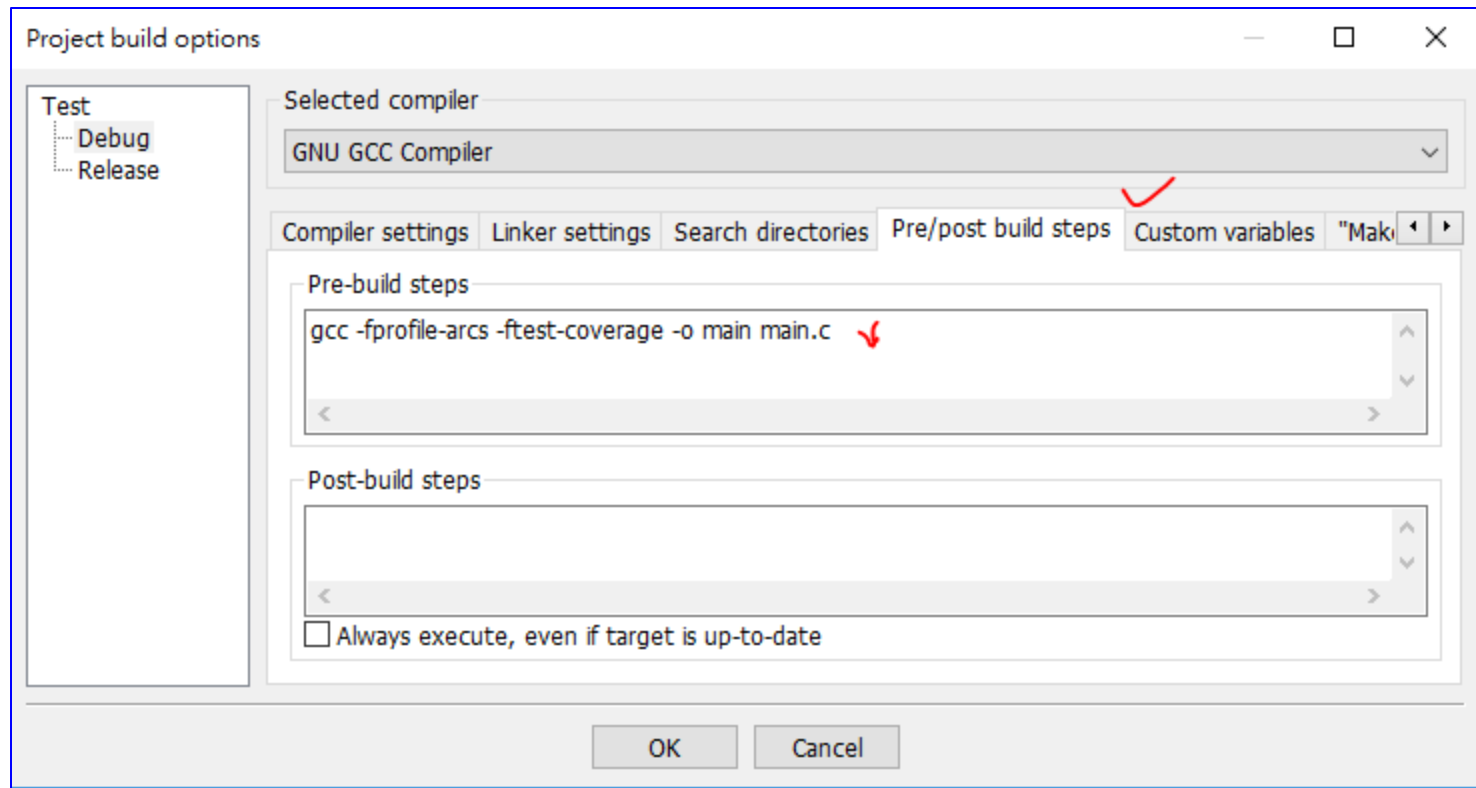 Project build options
Test
Debug
Release
Selected compiler
GNU GCC Compiler
Compiler settings Linker settings Search directories Pre/post build steps Custom variables "Mak
Pre-build steps
gcc -fprofile-arcs -ftest-coverage -o main main.c
Post-build steps
Always execute, even if target is up-to-date
OK Cancel